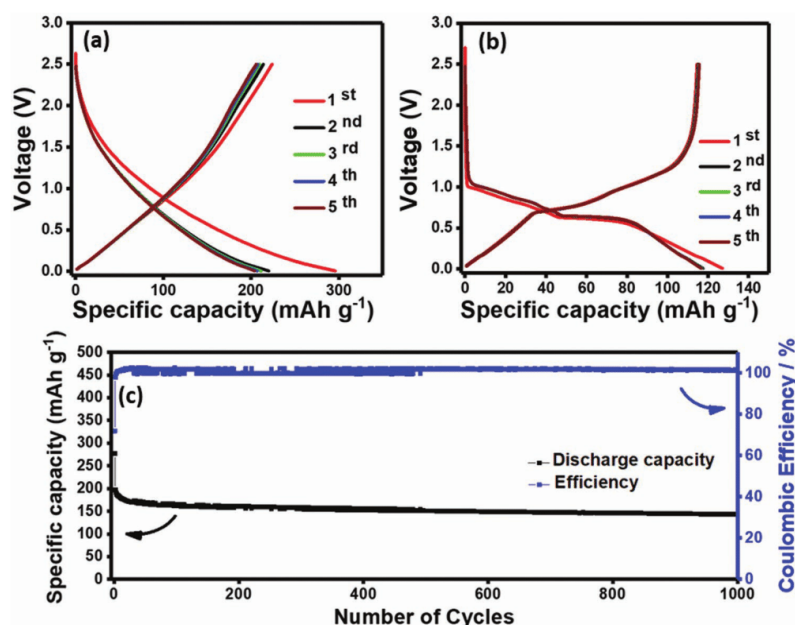 (a)
3.0
2.5
2.0
1.5
1.0
0.5
0.0
Voltage (V)
1 st
2 nd
3 rd
4 th
5 th
0 100 200 300
Specific capacity (mAh g-1)
(b)
3.0
2.5
2.0
1.5
1.0
0.5
0.0
Voltage (V)
1 st
2 nd
3 rd
4 th
5 th
0 20 40 60 80 100 120 140
Specific capacity (mAh g-1)
(c)
500
450
400
350
300
250
200
150
100
50
0
Specific capacity (mAh g-1)
Discharge capacity
Efficiency
100
80
60
40
20
0
Coulombic Efficiency / %
0 200 400 600 800 1000
Number of Cycles